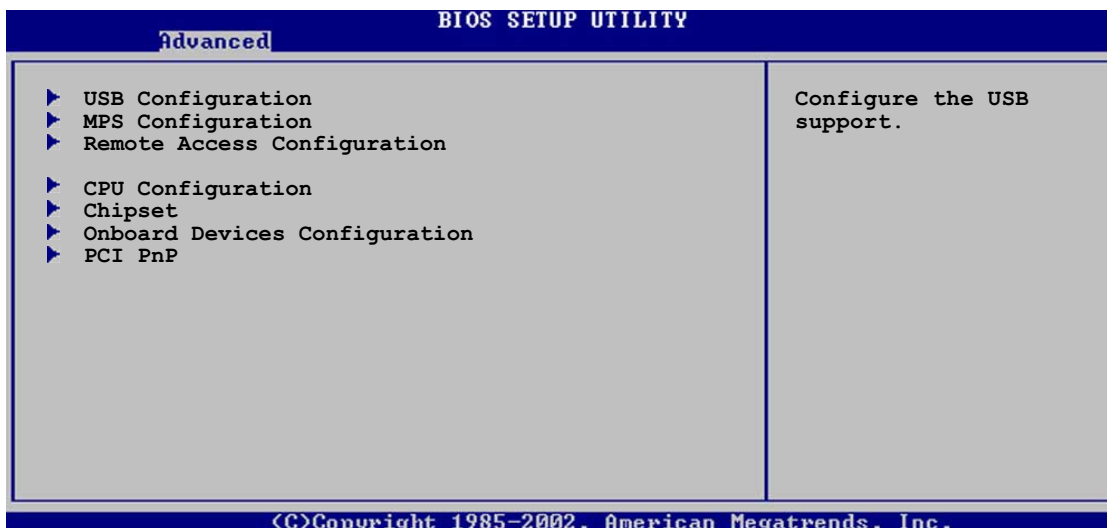 BIOS SETUP UTILITY
Advanced
USB Configuration
MPS Configuration
Remote Access Configuration
CPU Configuration
Chipset
Onboard Devices Configuration
PCI PnP
Configure the USB
support.
(C)Copyright 1985-2002, American Megatrends, Inc.